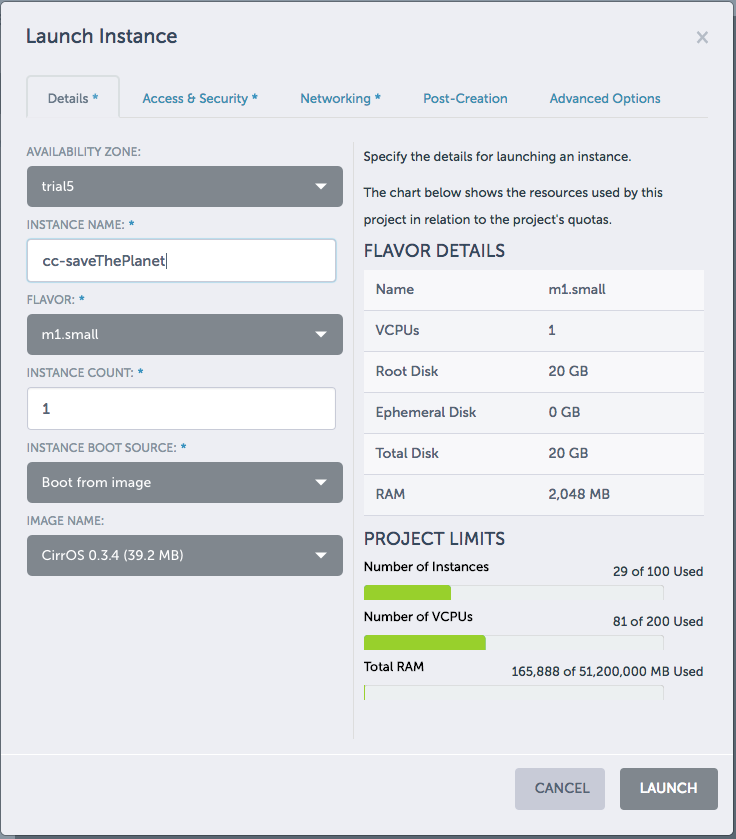 Launch Instance
×
Details *
Access & Security *
Networking *
Post-Creation
Advanced Options
AVAILABILITY ZONE:
trial5
INSTANCE NAME: *
cc-saveThePlanet
FLAVOR: *
m1.small
INSTANCE COUNT: *
1
INSTANCE BOOT SOURCE: *
Boot from image
IMAGE NAME:
CirrOS 0.3.4 (39.2 MB)
Specify the details for launching an instance.
The chart below shows the resources used by this
project in relation to the project's quotas.
FLAVOR DETAILS
Name m1.small
VCPUs 1
Root Disk 20 GB
Ephemeral Disk 0 GB
Total Disk 20 GB
RAM 2,048 MB
PROJECT LIMITS
Number of Instances 29 of 100 Used
Number of VCPUs 81 of 200 Used
Total RAM 165,888 of 51,200,000 MB Used
CANCEL
LAUNCH